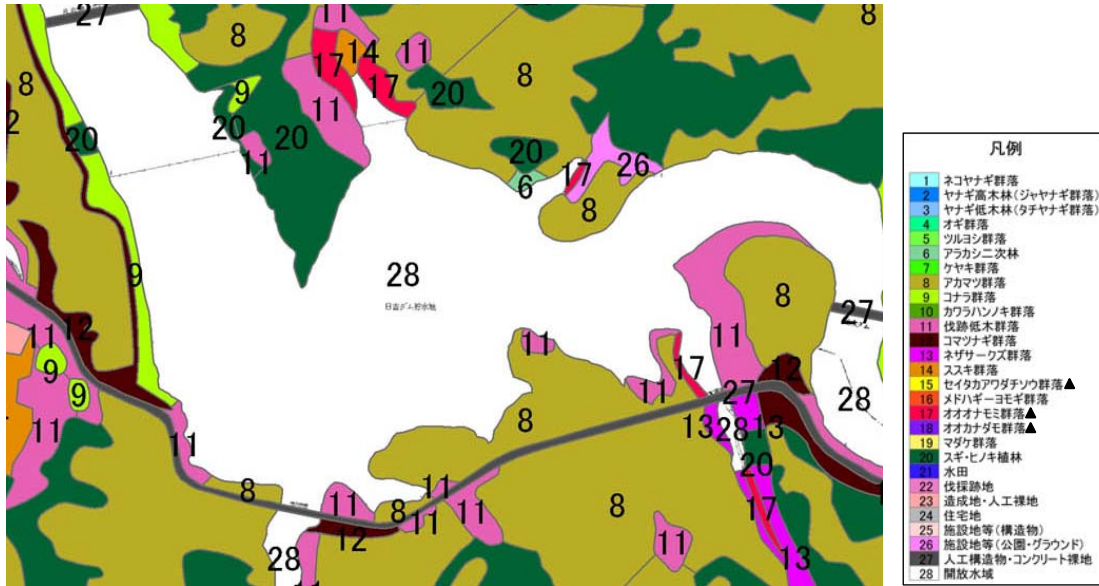 27
11
8
8
17
14
11
8
8
9
17
20
11
2
20
20
20
11
20
6
17
26
8
9
28
日吉ダム貯水池
8
27
11
12
11
11
9
9
11
17
12
27
28
11
8
13
28
13
11
11
20
8
8
11
11
11
12
8
17
28
11
13
11
凡例
1 ネコヤナギ群落
2 ヤナギ高木林(ジャヤナギ群落)
3 ヤナギ低木林(タチヤナギ群落)
4 オギ群落
5 ツルヨシ群落
6 アラカシ二次林
7 ケヤキ群落
8 アカマツ群落
9 コナラ群落
10 カワラハンノキ群落
11 伐跡低木群落
12 コマツナギ群落
13 ネザサークズ群落
14 ススキ群落
15 セイタカアワダチソウ群落▲
16 メドハギーヨモギ群落
17 オオオナモミ群落▲
18 オオカナダモ群落▲
19 マダケ群落
20 スギ・ヒノキ植林
21 水田
22 伐採跡地
23 造成地・人工裸地
24 住宅地
25 施設地等(構造物)
26 施設地等(公園・グラウンド)
27 人工構造物・コンクリート裸地
28 開放水域